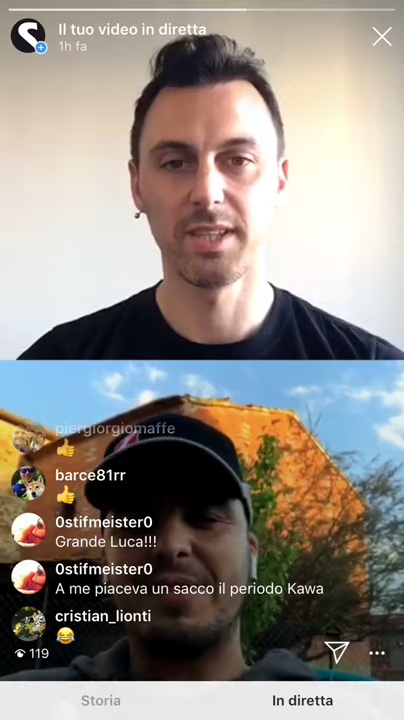 Il tuo video in diretta
1h fa
piergiorgiomaffe
👍
barce81rr
👍
0stifmeister0
Grande Luca!!!
0stifmeister0
A me piaceva un sacco il periodo Kawa
cristian_lionti
😂
119
Storia
In diretta